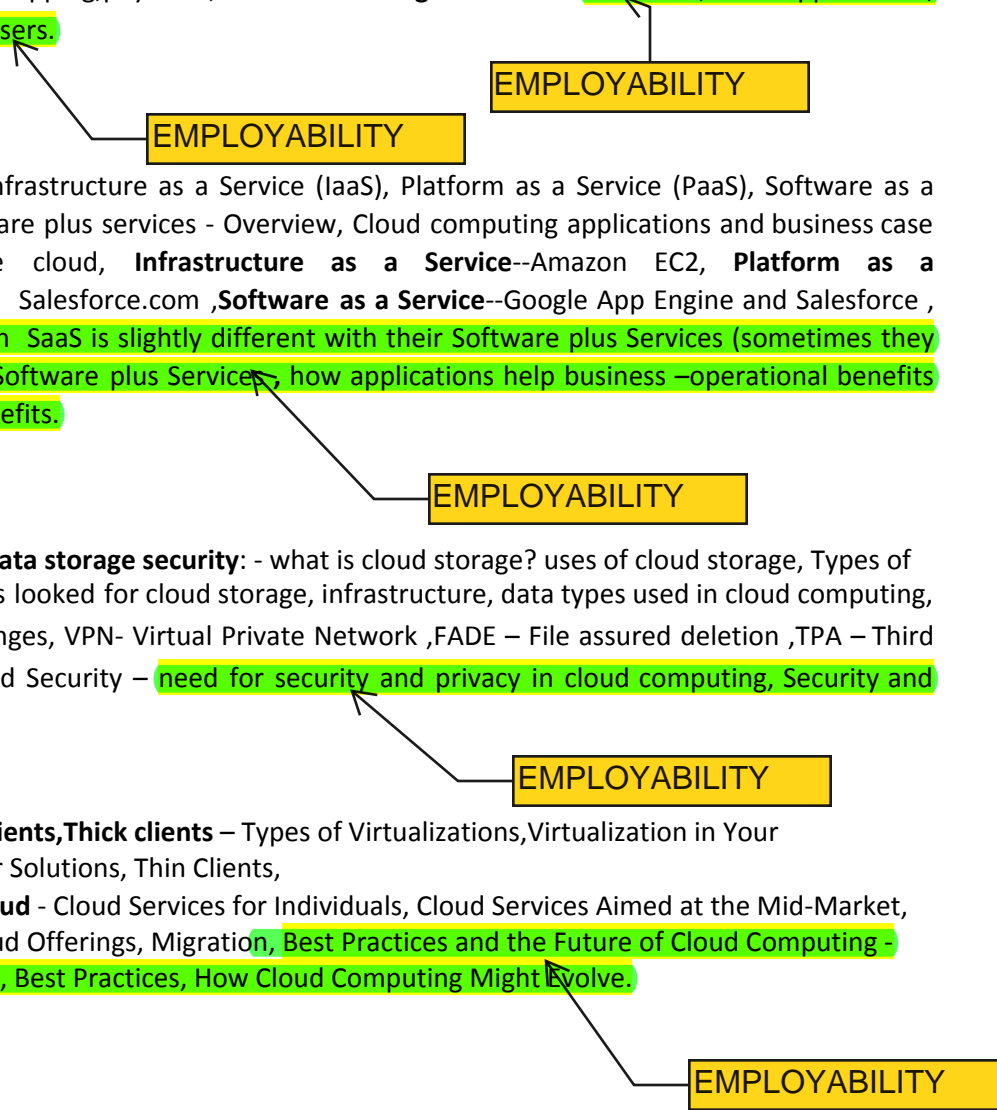 sers.
EMPLOYABILITY
EMPLOYABILITY
nfrastructure as a Service (IaaS), Platform as a Service (PaaS), Software as a
are plus services - Overview, Cloud computing applications and business case
e cloud, Infrastructure as a Service--Amazon EC2, Platform as a
Salesforce.com ,Software as a Service--Google App Engine and Salesforce ,
n SaaS is slightly different with their Software plus Services (sometimes they
Software plus Services , how applications help business –operational benefits
efits.
EMPLOYABILITY
ata storage security: - what is cloud storage? uses of cloud storage, Types of
s looked for cloud storage, infrastructure, data types used in cloud computing,
nges, VPN- Virtual Private Network ,FADE – File assured deletion ,TPA – Third
d Security – need for security and privacy in cloud computing, Security and
EMPLOYABILITY
ients,Thick clients – Types of Virtualizations,Virtualization in Your
r Solutions, Thin Clients,
ud - Cloud Services for Individuals, Cloud Services Aimed at the Mid-Market,
ud Offerings, Migration, Best Practices and the Future of Cloud Computing -
, Best Practices, How Cloud Computing Might Evolve.
EMPLOYABILITY